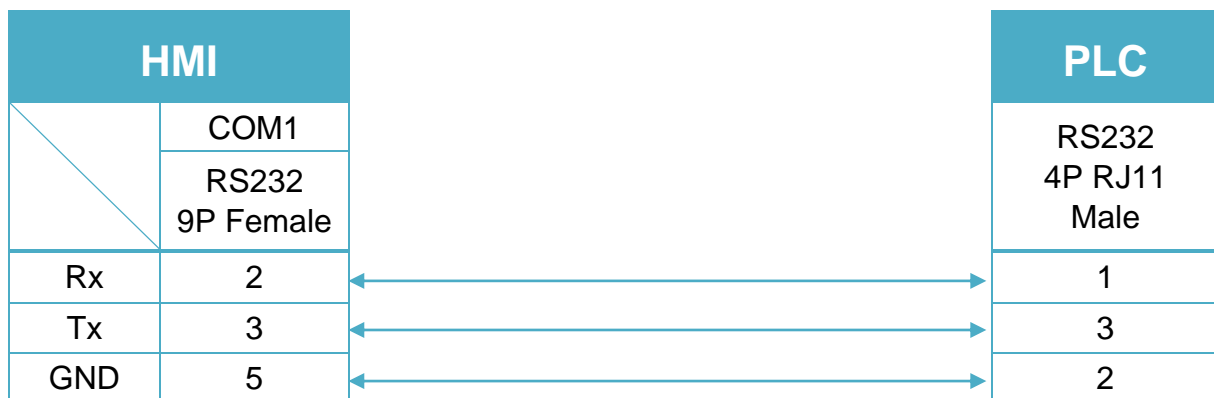 HMI
PLC
COM1
RS232
9P Female
RS232
4P RJ11
Male
Rx 2 1
Tx 3 3
GND 5 2